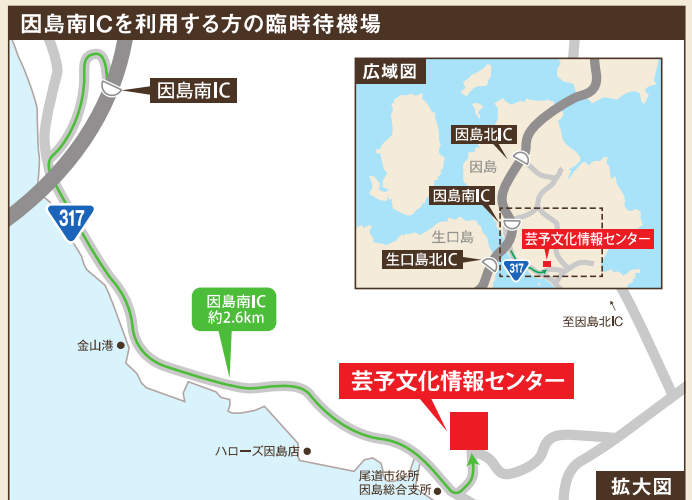 因島南ICを利用する方の臨時待機場
因島南IC
317
因島南IC
約2.6km
金山港
ハローズ因島店
尾道市役所
因島総合支所
芸予文化情報センター
広域図
因島北IC
因島
因島南IC
生口島
生口島北IC
芸予文化情報センター
317
至因島北IC
拡大図